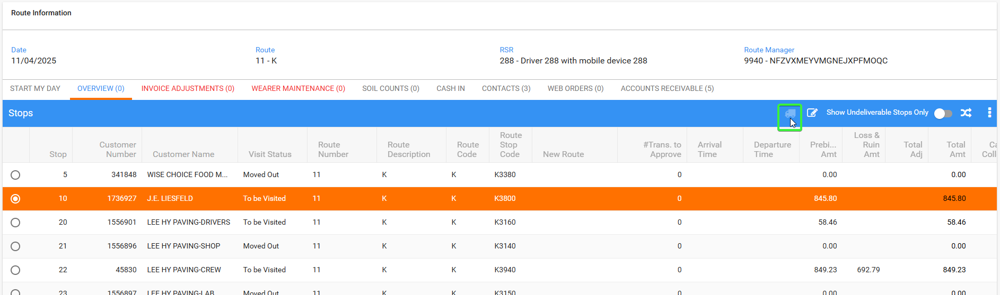 Route Information
Date Route RSR Route Manager
11/04/2025 11 - K 288 - Driver 288 with mobile device 288 9940 - NFZVXMEYVMGNEJXPFMOQC
START MY DAY OVERVIEW (0) INVOICE ADJUSTMENTS (0) WEARER MAINTENANCE (0) SOIL COUNTS (0) CASH IN CONTACTS (3) WEB ORDERS (0) ACCOUNTS RECEIVABLE (5)
Stops Show Undeliverable Stops Only
Stop Customer Number Customer Name Visit Status Route Number Route Description Route Code Route Stop Code New Route #Trans. to Approve Arrival Time Departure Time Prebi... Amt Loss & Ruin Amt Total Adj Total Amt Ca Coll
5 341848 WISE CHOICE FOOD M... Moved Out 11 K K K3380 0 0.00 0.00
10 1736927 J.E. LIESFELD To be Visited 11 K K K3800 0 845.80 845.80
20 1556901 LEE HY PAVING-DRIVERS To be Visited 11 K K K3160 0 58.46 58.46
21 1556896 LEE HY PAVING-SHOP Moved Out 11 K K K3140 0 0.00 0.00
22 45830 LEE HY PAVING-CREW To be Visited 11 K K K3940 0 849.23 692.79 849.23
23 1556897 LEE HY PAVING-LAB Moved Out 11 K K K3150 0 0.00 0.00